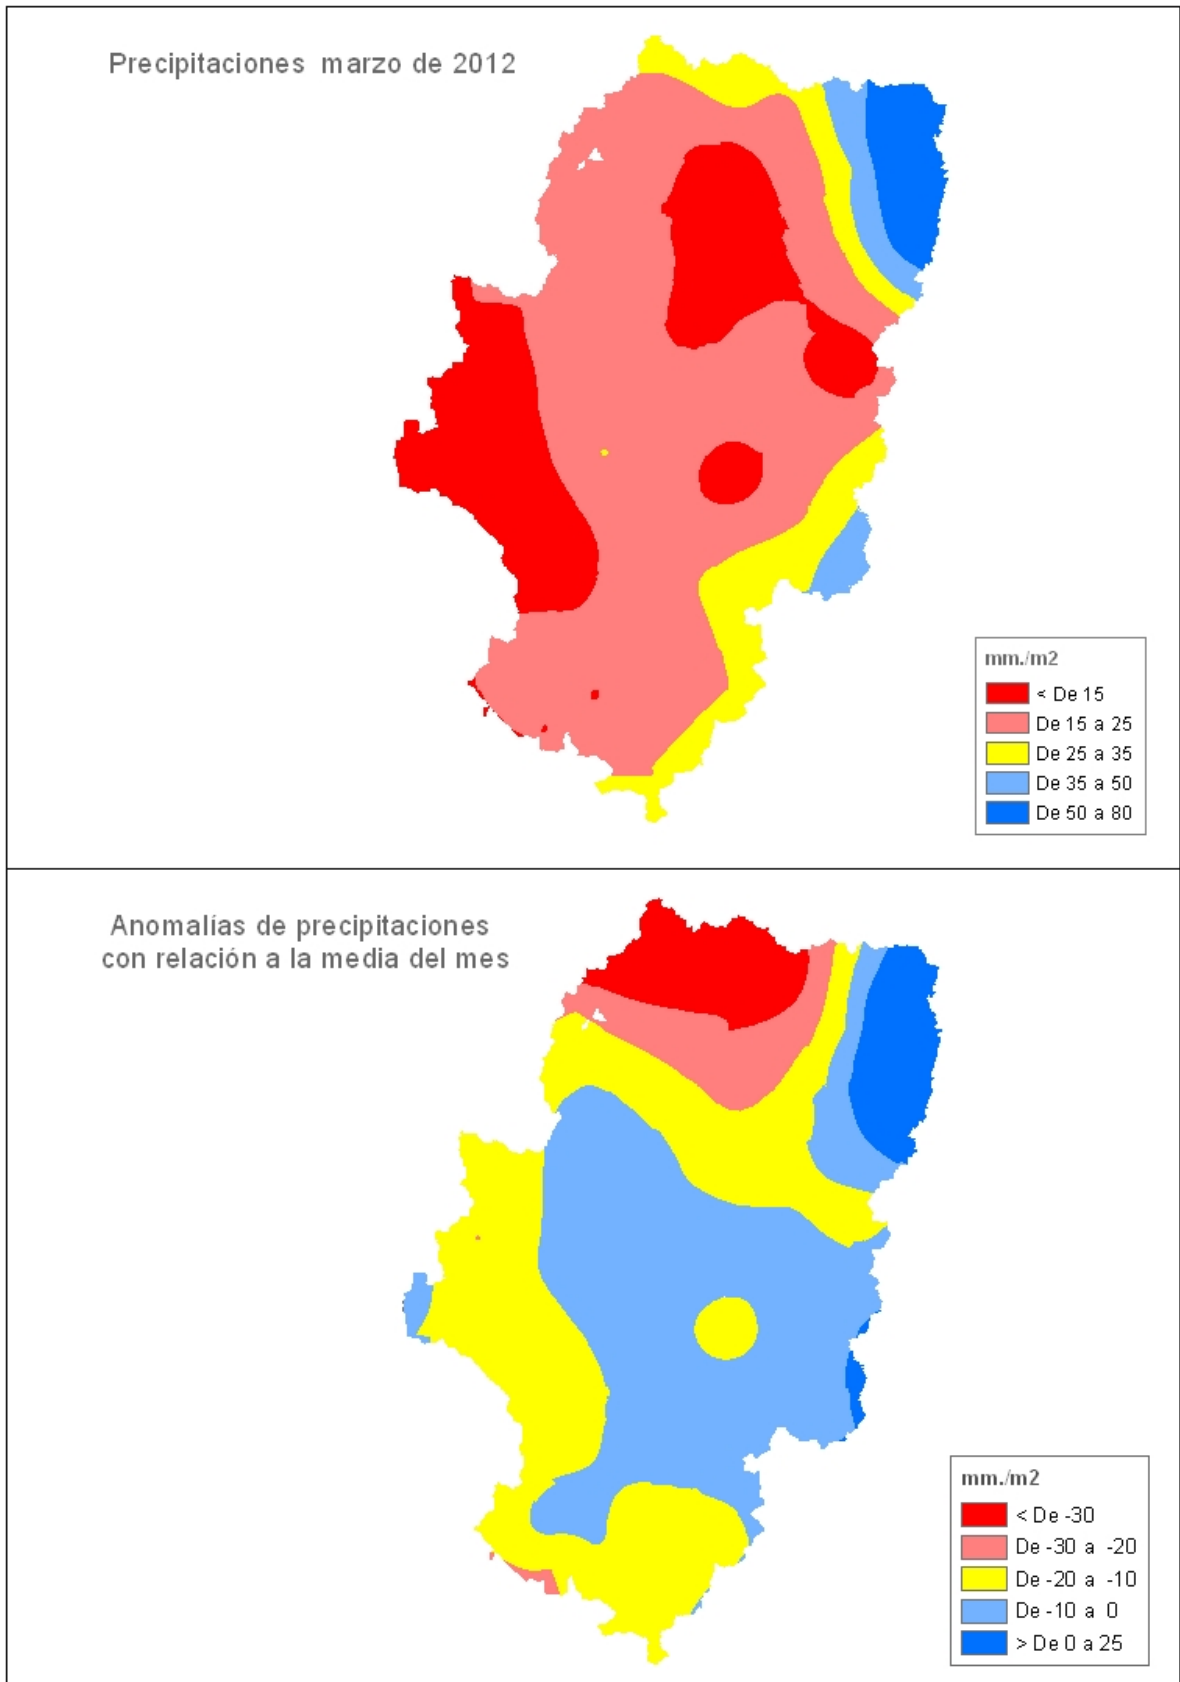 Precipitaciones marzo de 2012
mm./m2
< De 15
De 15 a 25
De 25 a 35
De 35 a 50
De 50 a 80
Anomalías de precipitaciones
con relación a la media del mes
mm./m2
< De -30
De -30 a -20
De -20 a -10
De -10 a 0
> De 0 a 25